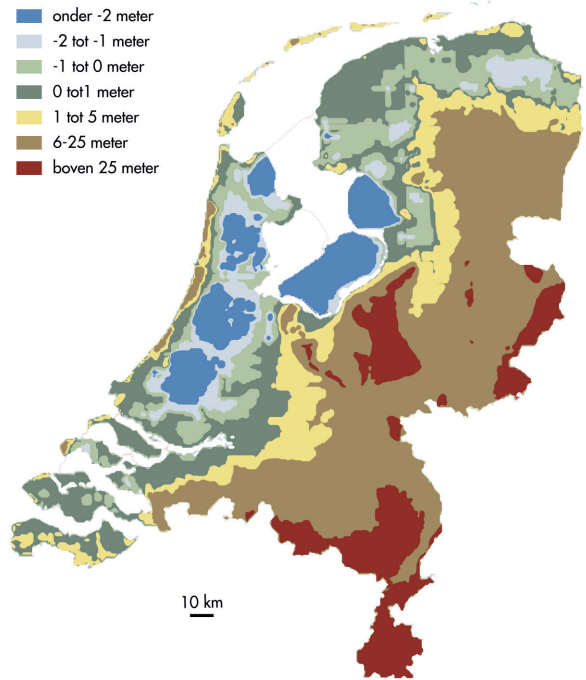 onder -2 meter
-2 tot -1 meter
-1 tot 0 meter
0 tot1 meter
1 tot 5 meter
6-25 meter
boven 25 meter
10 km